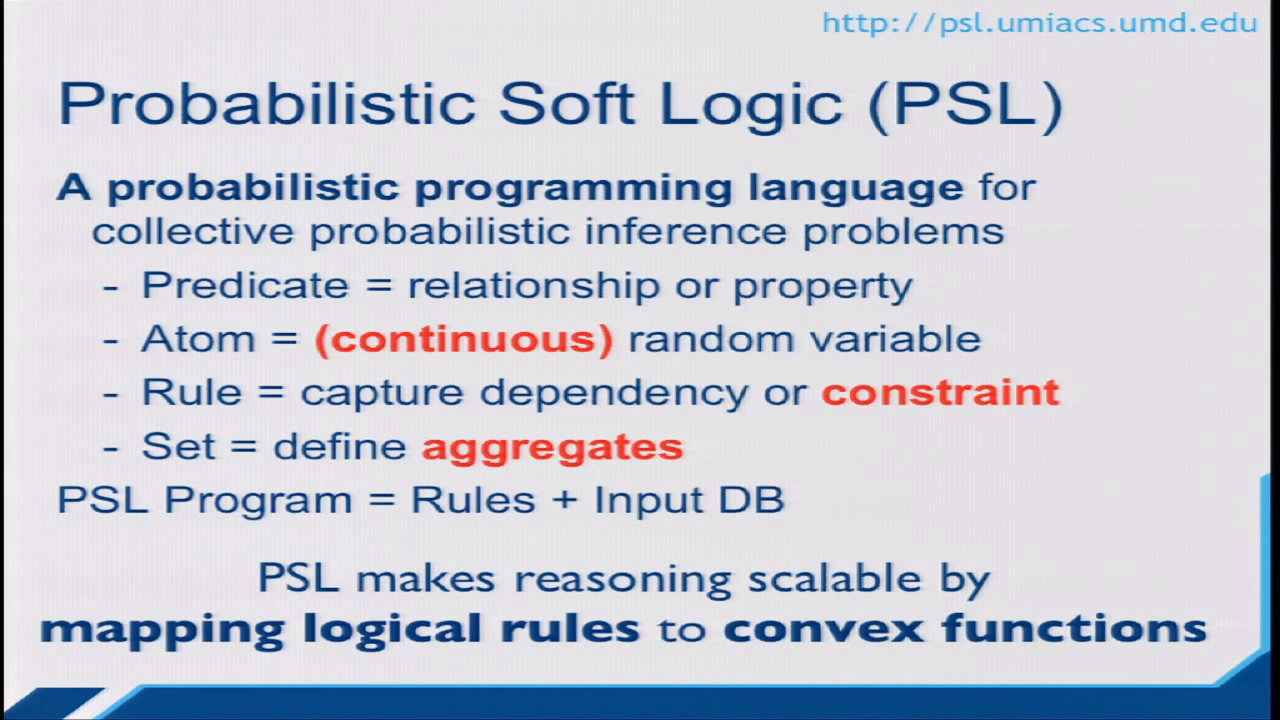 http://psl.umiacs.umd.edu
Probabilistic Soft Logic (PSL)
A probabilistic programming language for
collective probabilistic inference problems
- Predicate = relationship or property
- Atom = (continuous) random variable
- Rule = capture dependency or constraint
- Set = define aggregates
PSL Program = Rules + Input DB
PSL makes reasoning scalable by
mapping logical rules to convex functions